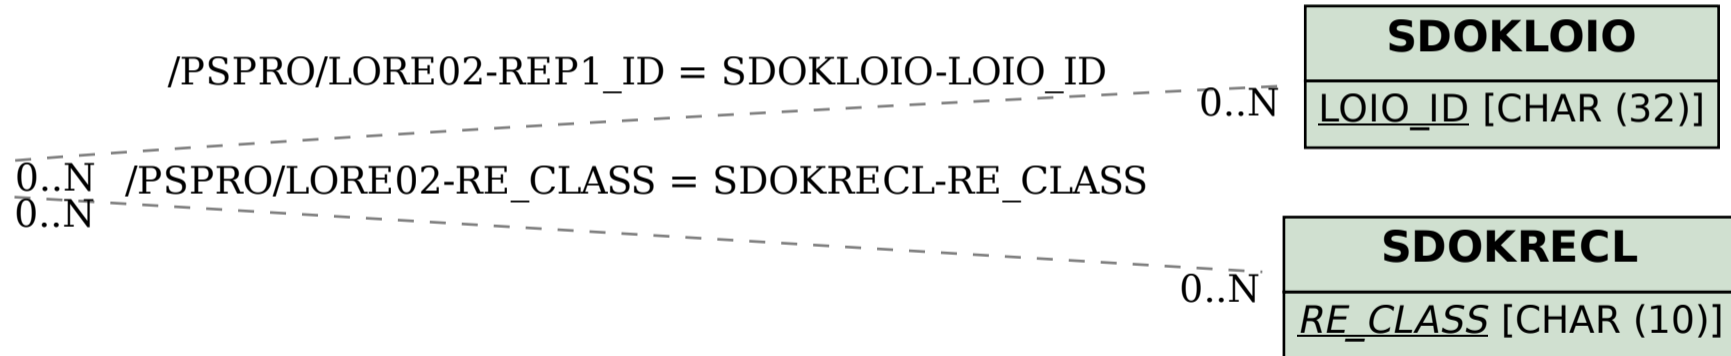 SDOKLOIO
/PSPRO/LORE02-REP1_ID = SDOKLOIO-LOIO_ID
0..N
LOIO_ID [CHAR (32)]
0..N
/PSPRO/LORE02-RE_CLASS = SDOKRECL-RE_CLASS
0..N
SDOKRECL
0..N
RE_CLASS [CHAR (10)]